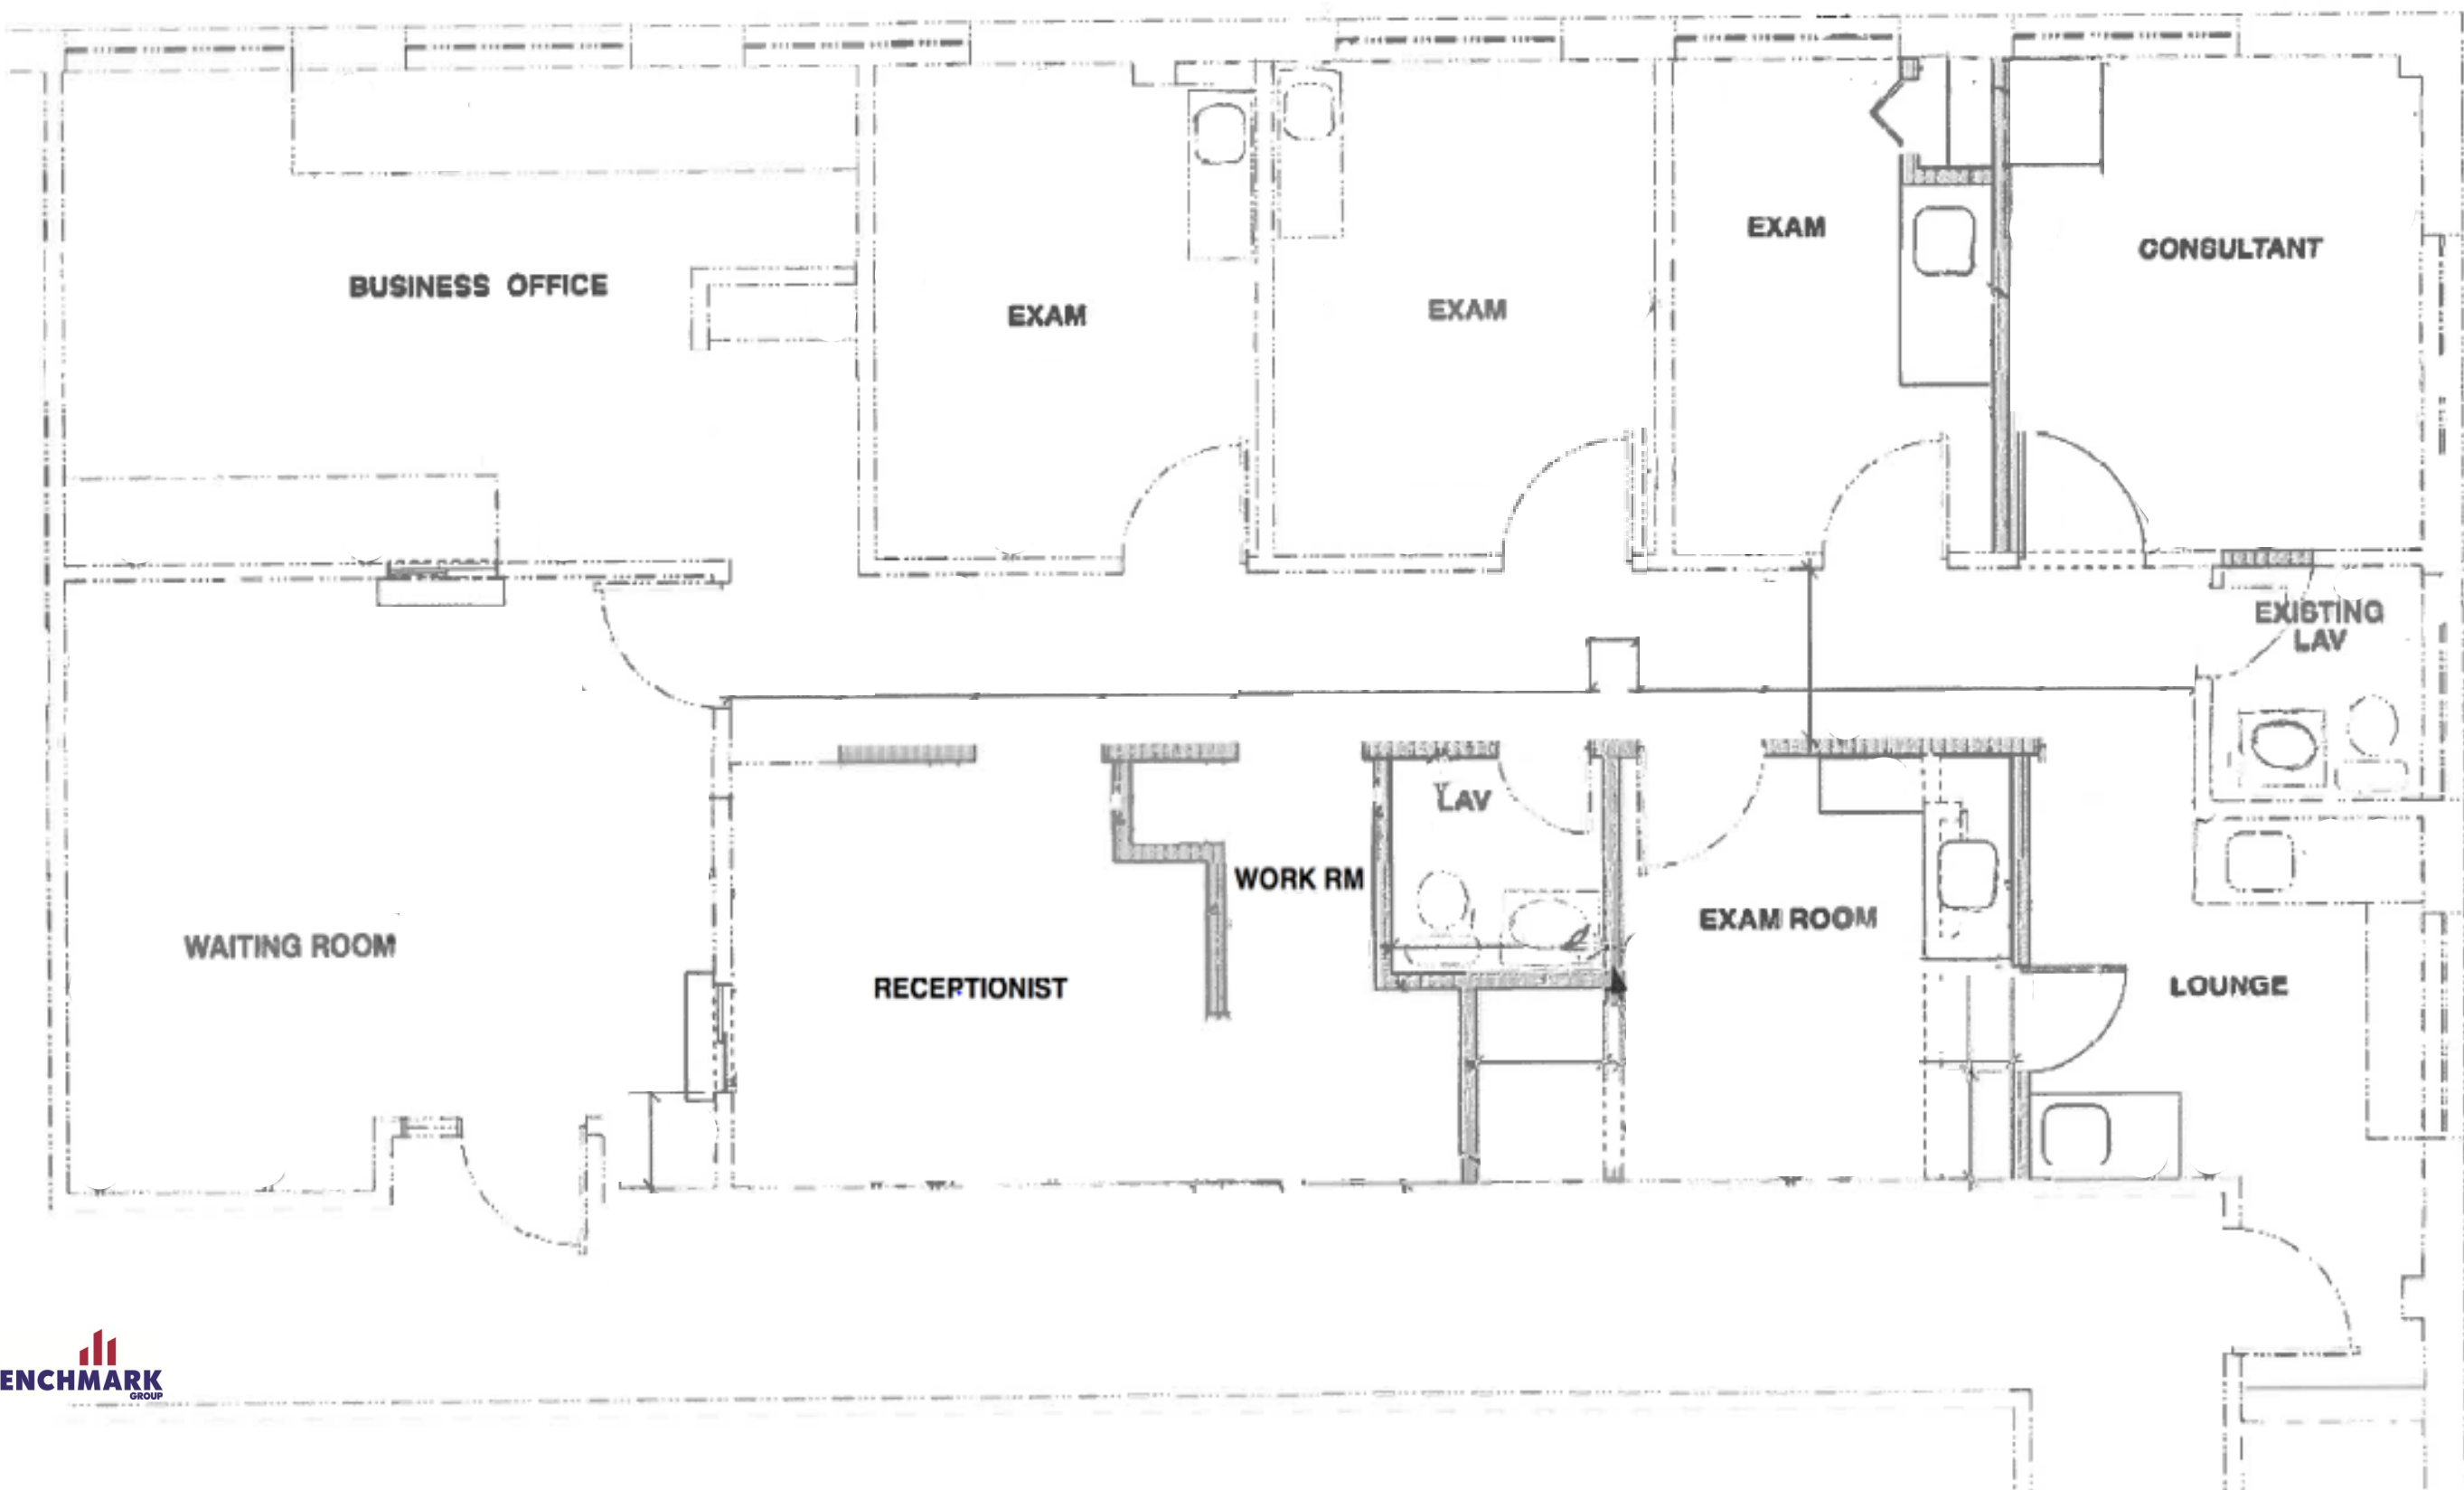 BUSINESS OFFICE
EXAM
EXAM
EXAM
CONSULTANT
EXISTING
LAV
LAV
WORK RM
EXAM ROOM
WAITING ROOM
RECEPTIONIST
LOUNGE
ENCHMARK
GROUP